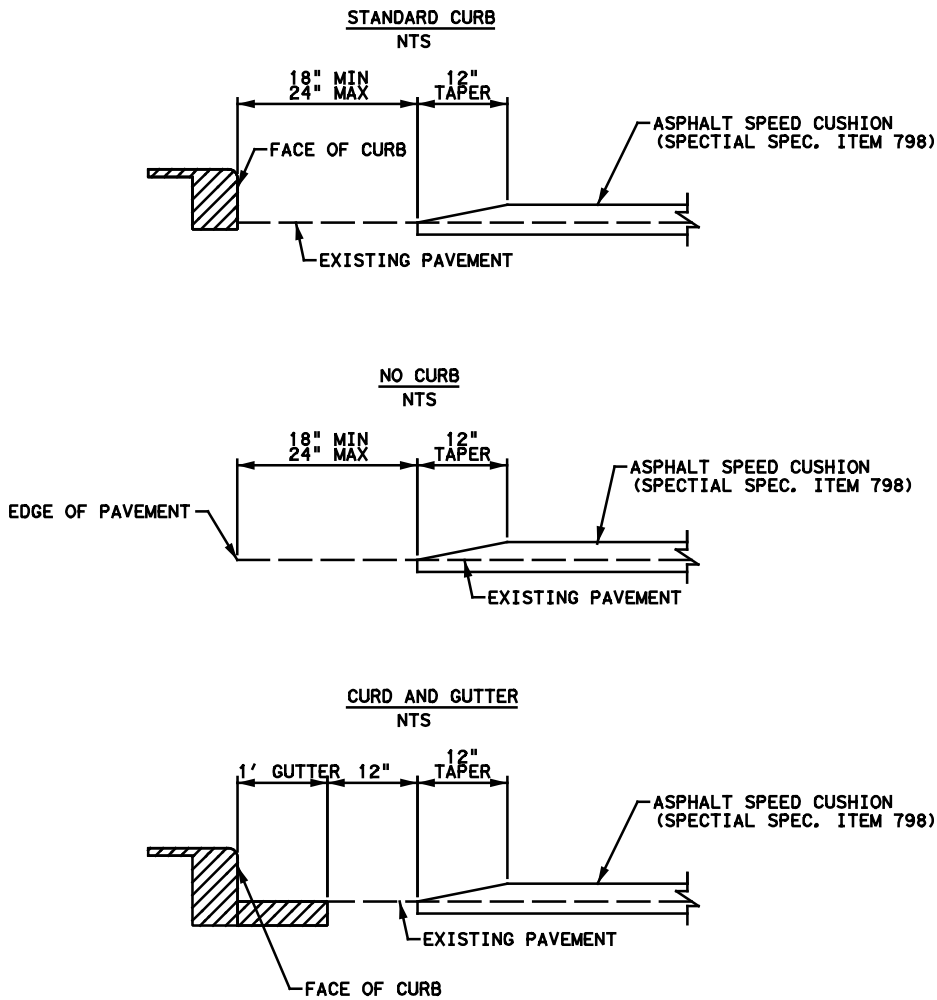 STANDARD CURB
NTS
18" MIN
24" MAX
12"
TAPER
ASPHALT SPEED CUSHION
(SPECTIAL SPEC. ITEM 798)
FACE OF CURB
EXISTING PAVEMENT
NO CURB
NTS
18" MIN
24" MAX
12"
TAPER
ASPHALT SPEED CUSHION
(SPECTIAL SPEC. ITEM 798)
EDGE OF PAVEMENT
EXISTING PAVEMENT
CURD AND GUTTER
NTS
1' GUTTER
12"
12"
TAPER
ASPHALT SPEED CUSHION
(SPECTIAL SPEC. ITEM 798)
EXISTING PAVEMENT
FACE OF CURB